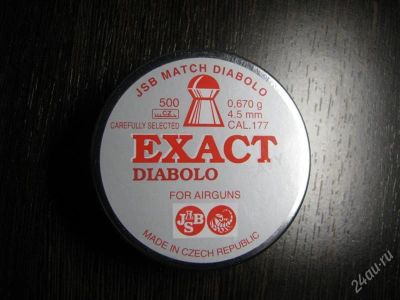 JSB MATCH DIABOLO
500
CZ
CAREFULLY SELECTED
0,670 g
4.5 mm
CAL.177
EXACT
DIABOLO
FOR AIRGUNS
JSB
MADE IN CZECH REPUBLIC
24au.ru